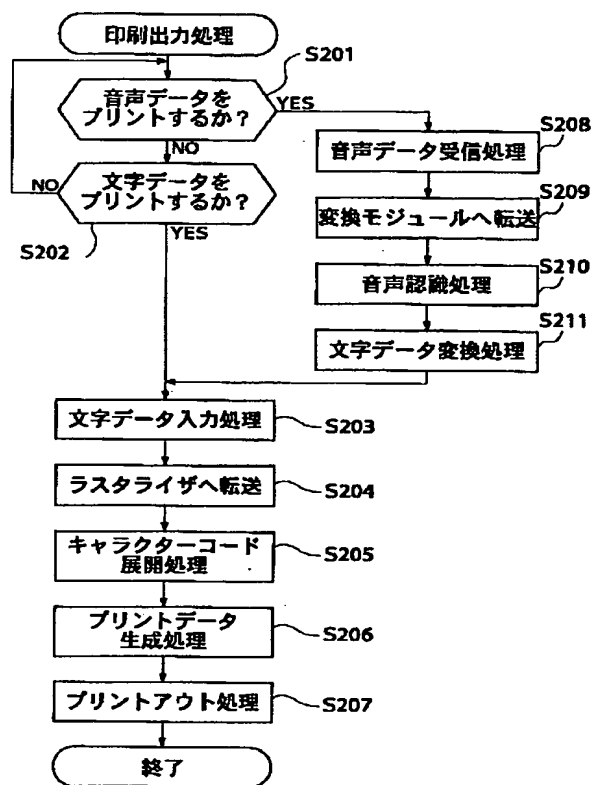 印刷出力処理
S201
音声データを
プリントするか?
YES
NO
S208
音声データ受信処理
文字データを
プリントするか?
NO
S209
変換モジュールへ転送
S202
YES
S210
音声認識処理
S211
文字データ変換処理
文字データ入力処理
S203
ラスタライザへ転送
S204
キャラクターコード
展開処理
S205
プリントデータ
生成処理
S206
プリントアウト処理
S207
終了